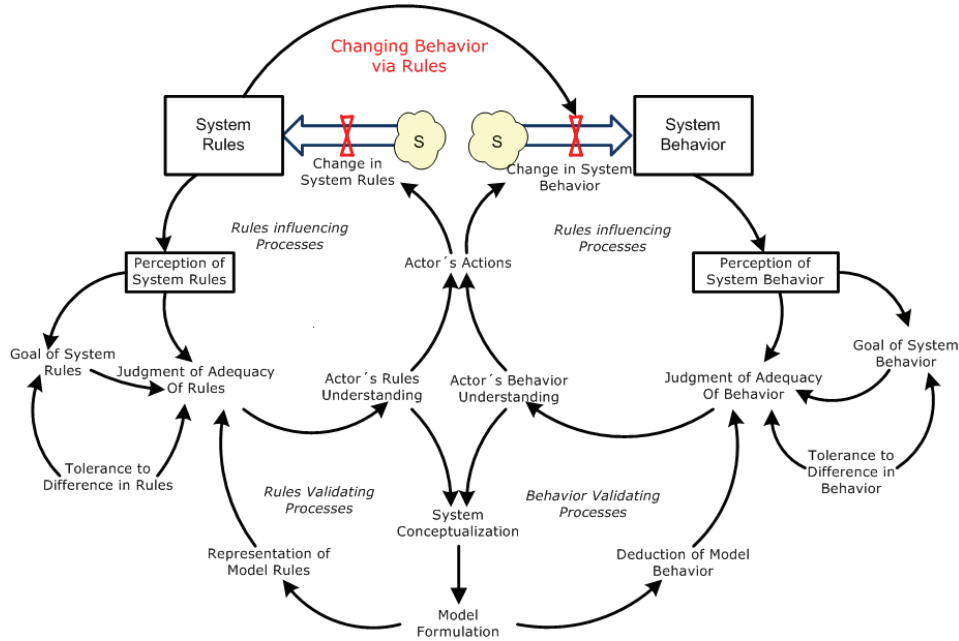 Changing Behavior
via Rules
System
Rules
S
S
System
Behavior
Change in
System Rules
Change in System
Behavior
Rules influencing
Processes
Rules influencing
Processes
Perception of
System Rules
Actor´s Actions
Perception of
System Behavior
Goal of System
Rules
Judgment of Adequacy
Of Rules
Actor´s Rules
Understanding
Actor´s Behavior
Understanding
Judgment of Adequacy
Of Behavior
Goal of System
Behavior
Tolerance to
Difference in Rules
Tolerance to
Difference in
Behavior
Rules Validating
Processes
Behavior Validating
Processes
System
Conceptualization
Representation of
Model Rules
Deduction of Model
Behavior
Model
Formulation